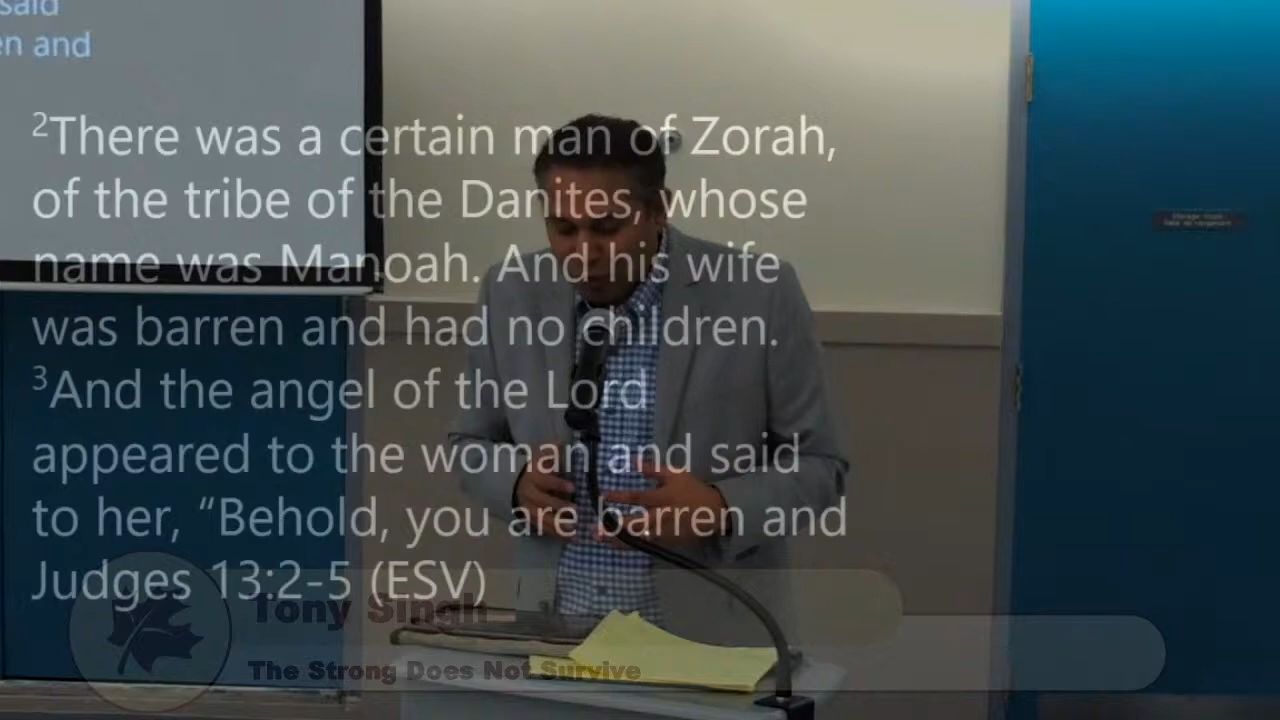 said
en and
²There was a certain man of Zorah,
of the tribe of the Danites, whose
name was Manoah. And his wife
was barren and had no children.
³And the angel of the Lord
appeared to the woman and said
to her, “Behold, you are barren and
Judges 13:2-5 (ESV)
Tony Singh
The Strong Does Not Survive